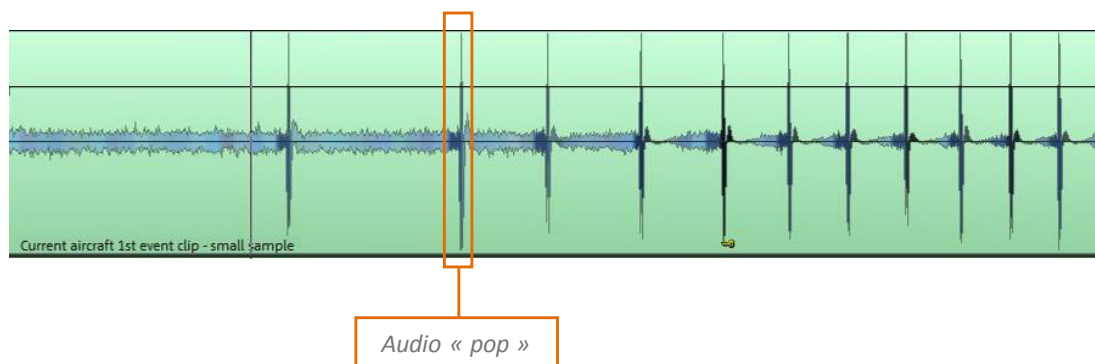 Current aircraft 1st event clip - small sample
Audio « pop »